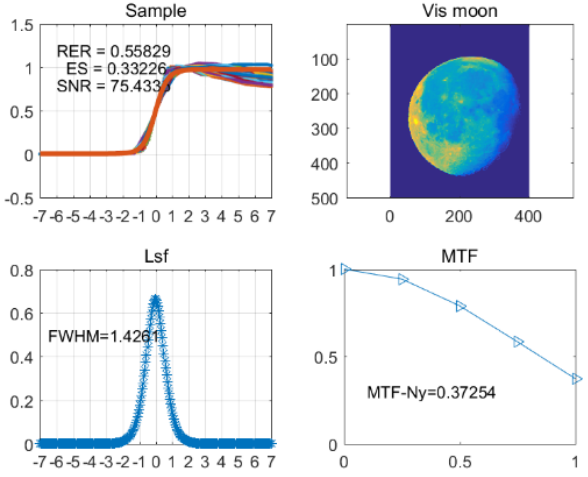 Sample
1.5
1
0.5
0
-0.5
RER = 0.55829
ES = 0.33226
SNR = 75.433
-7 -6 -5 -4 -3 -2 -1 0 1 2 3 4 5 6 7
Vis moon
100
200
300
400
500
0 200 400
Lsf
0.8
0.6
0.4
0.2
0
FWHM=1.4261
-7 -6 -5 -4 -3 -2 -1 0 1 2 3 4 5 6 7
MTF
1
0.5
0
MTF-Ny=0.37254
0 0.5 1